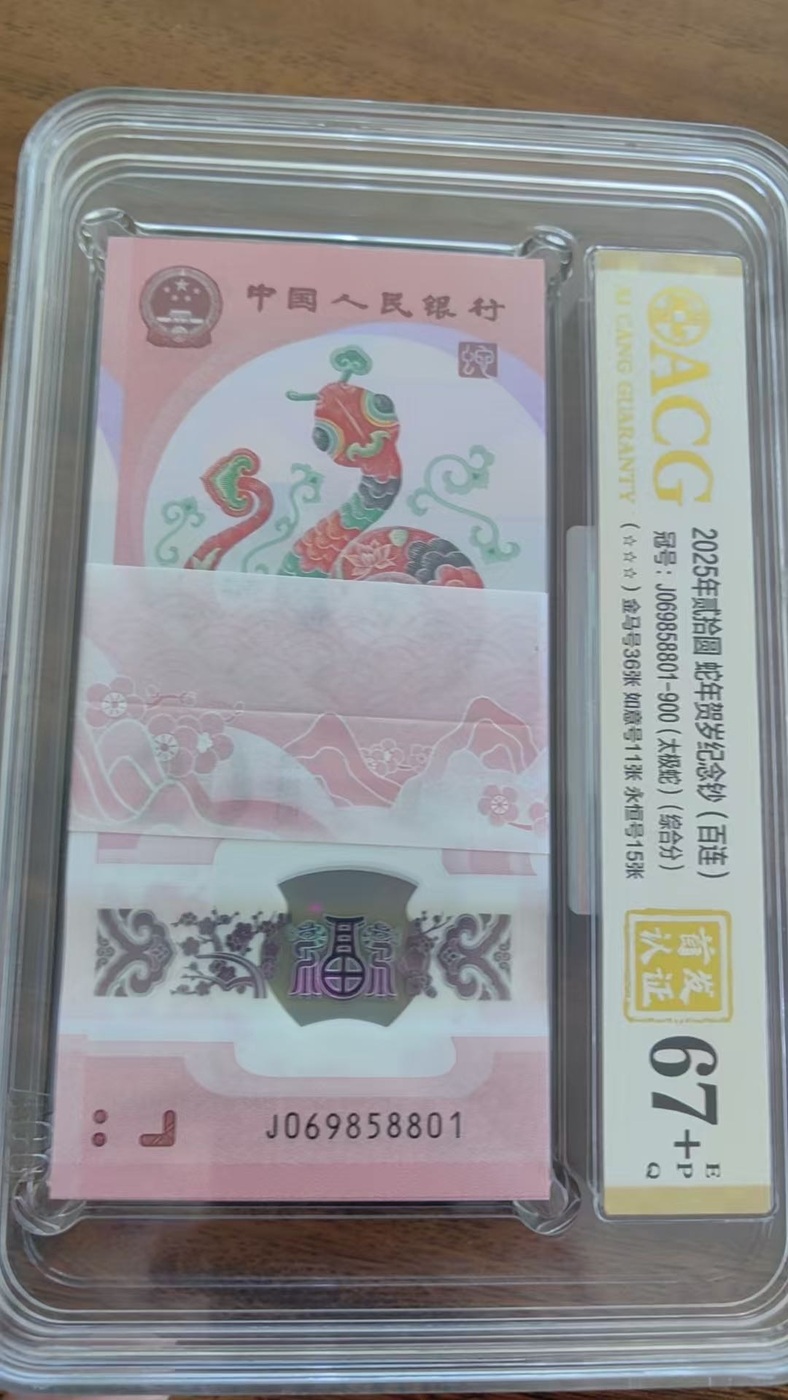 中国人民银行
蛇
J069858801
ACG
XI CANG GUARANTY
2025年贰拾圆 蛇年贺岁纪念钞（百连）
冠号：J069858801-900（太极蛇）（综合分）
（☆☆☆）金马号36张 如意号11张 永恒号15张
首发
认证
67+
E
P
Q